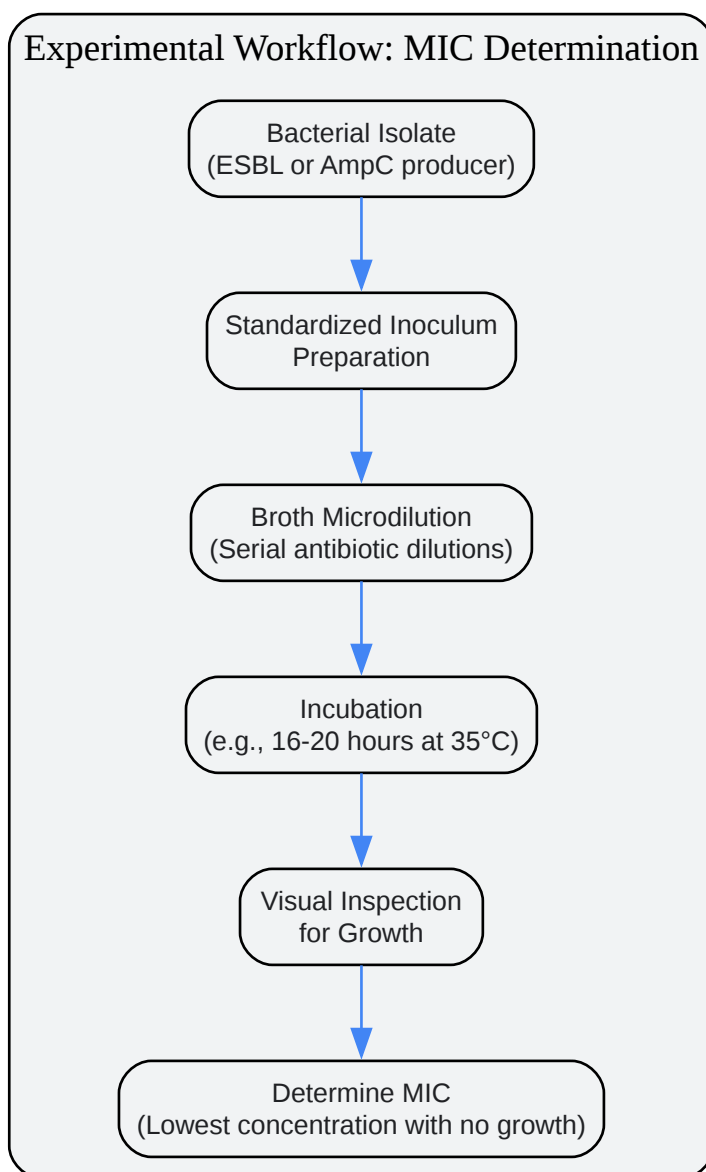 Experimental Workflow: MIC Determination
Bacterial Isolate
(ESBL or AmpC producer)
Standardized Inoculum
Preparation
Broth Microdilution
(Serial antibiotic dilutions)
Incubation
(e.g., 16-20 hours at 35°C)
Visual Inspection
for Growth
Determine MIC
(Lowest concentration with no growth)